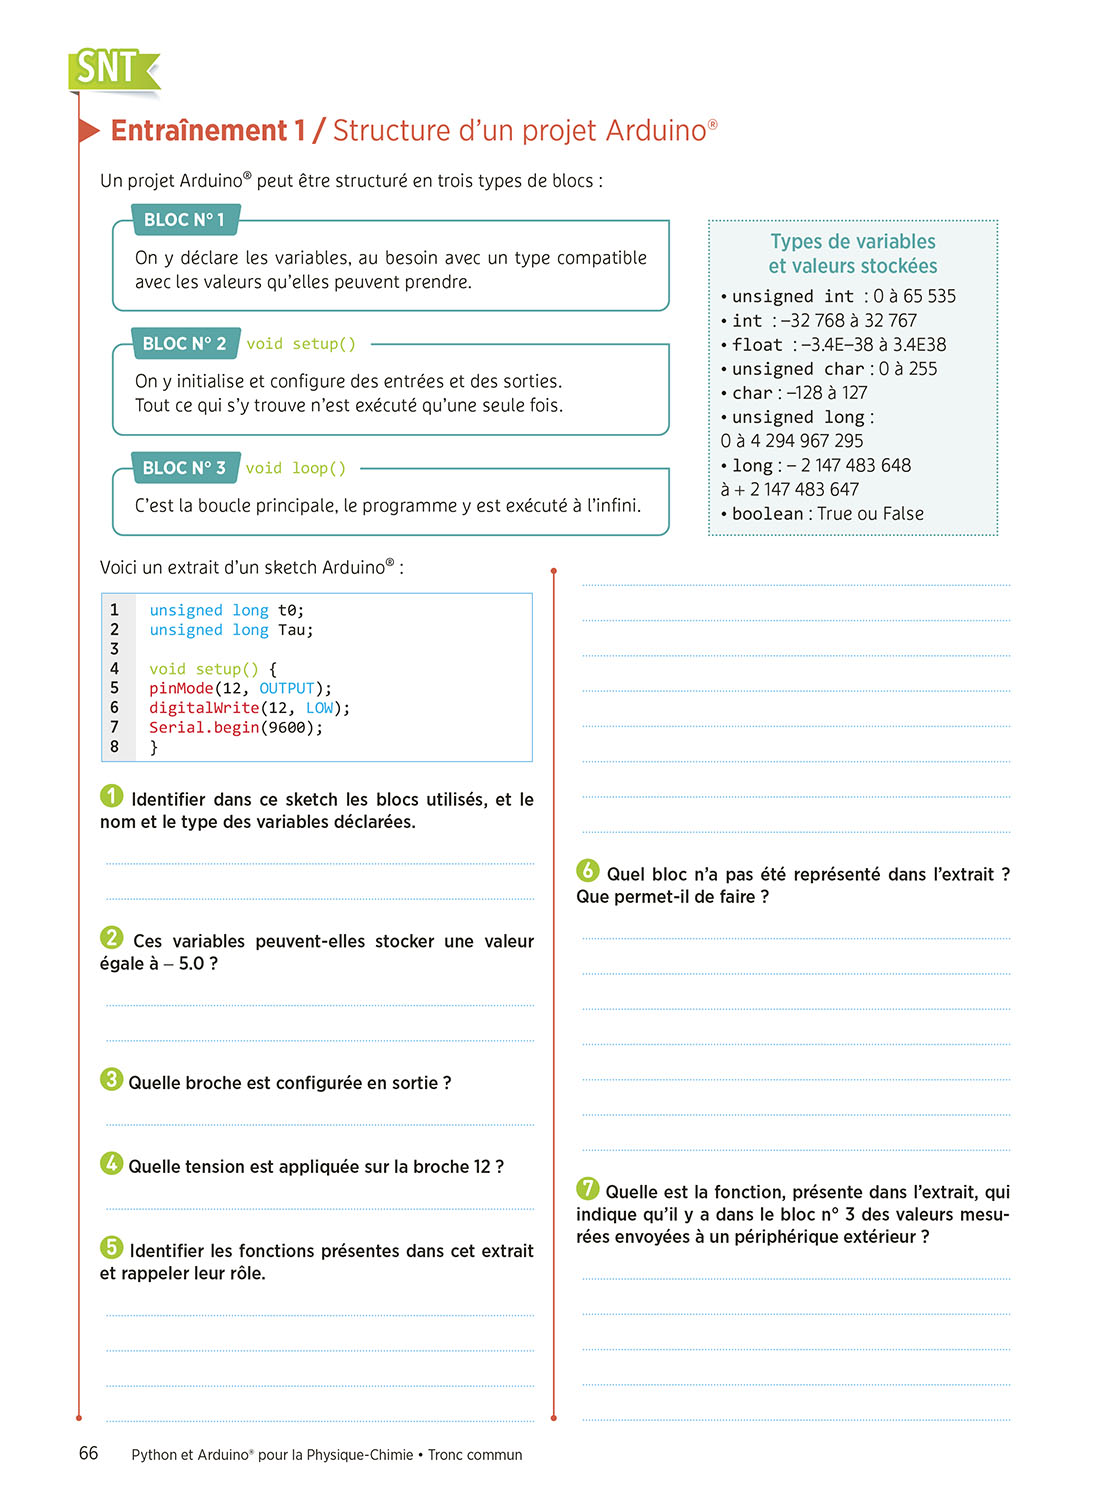 SNT
Entraînement 1 / Structure d’un projet Arduino®
Un projet Arduino® peut être structuré en trois types de blocs :
BLOC N° 1
On y déclare les variables, au besoin avec un type compatible
avec les valeurs qu’elles peuvent prendre.
BLOC N° 2 void setup()
On y initialise et configure des entrées et des sorties.
Tout ce qui s’y trouve n’est exécuté qu’une seule fois.
BLOC N° 3 void loop()
C’est la boucle principale, le programme y est exécuté à l’infini.
Types de variables
et valeurs stockées
• unsigned int : 0 à 65 535
• int : –32 768 à 32 767
• float : –3.4E–38 à 3.4E38
• unsigned char : 0 à 255
• char : –128 à 127
• unsigned long :
0 à 4 294 967 295
• long : – 2 147 483 648
à + 2 147 483 647
• boolean : True ou False
Voici un extrait d’un sketch Arduino® :
1 unsigned long t0;
2 unsigned long Tau;
3
4 void setup() {
5 pinMode(12, OUTPUT);
6 digitalWrite(12, LOW);
7 Serial.begin(9600);
8 }
1 Identifier dans ce sketch les blocs utilisés, et le
nom et le type des variables déclarées.
2 Ces variables peuvent-elles stocker une valeur
égale à – 5.0 ?
3 Quelle broche est configurée en sortie ?
4 Quelle tension est appliquée sur la broche 12 ?
5 Identifier les fonctions présentes dans cet extrait
et rappeler leur rôle.
6 Quel bloc n’a pas été représenté dans l’extrait ?
Que permet-il de faire ?
7 Quelle est la fonction, présente dans l’extrait, qui
indique qu’il y a dans le bloc n° 3 des valeurs mesu-
rées envoyées à un périphérique extérieur ?
66 Python et Arduino® pour la Physique-Chimie • Tronc commun